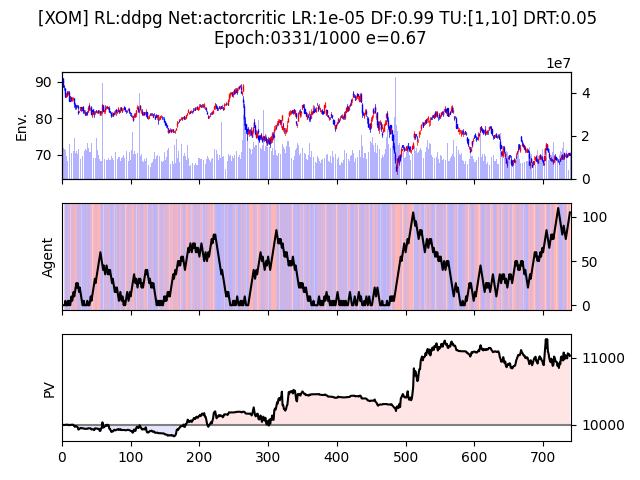 [XOM] RL:ddpg Net:actorcritic LR:1e-05 DF:0.99 TU:[1,10] DRT:0.05
Epoch:0331/1000 e=0.67
1e7
90
80
70
Env.
4
2
0
Agent
100
50
0
PV
11000
10000
0 100 200 300 400 500 600 700